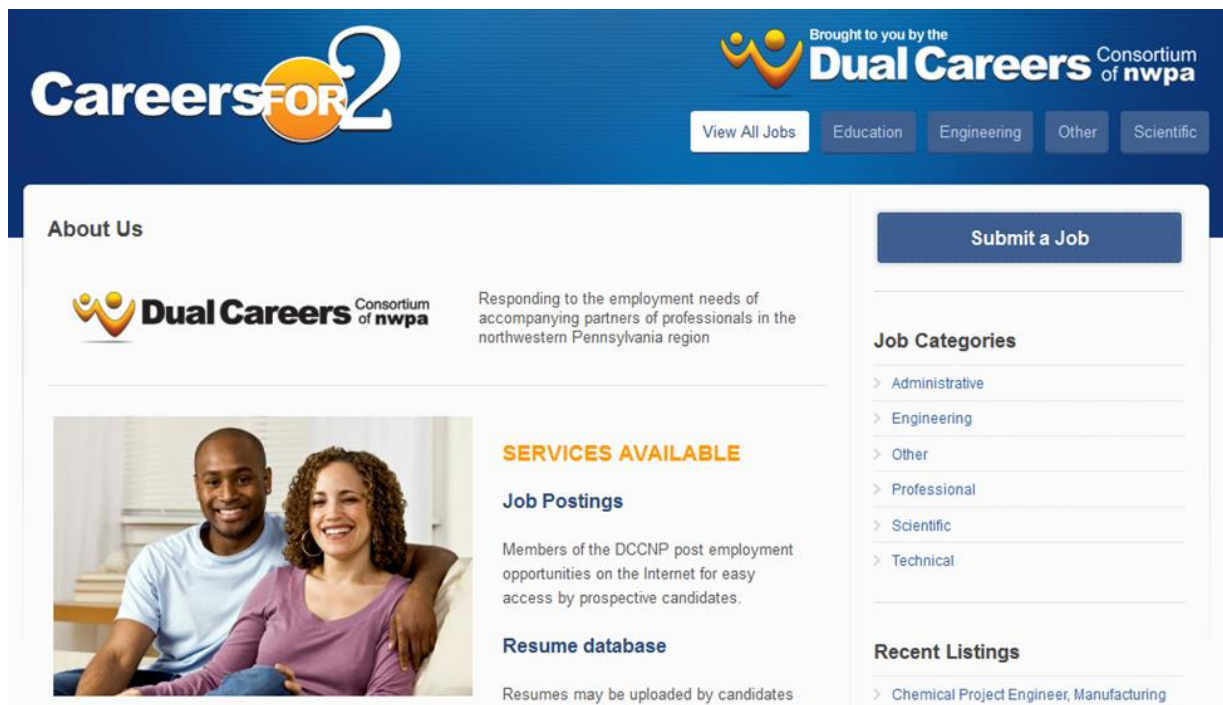 CareersFOR2
Brought to you by the
Dual Careers Consortium of nwpa
View All Jobs
Education
Engineering
Other
Scientific
About Us
Dual Careers Consortium of nwpa
Responding to the employment needs of
accompanying partners of professionals in the
northwestern Pennsylvania region
SERVICES AVAILABLE
Job Postings
Members of the DCCNP post employment
opportunities on the Internet for easy
access by prospective candidates.
Resume database
Resumes may be uploaded by candidates
Submit a Job
Job Categories
Administrative
Engineering
Other
Professional
Scientific
Technical
Recent Listings
Chemical Project Engineer, Manufacturing